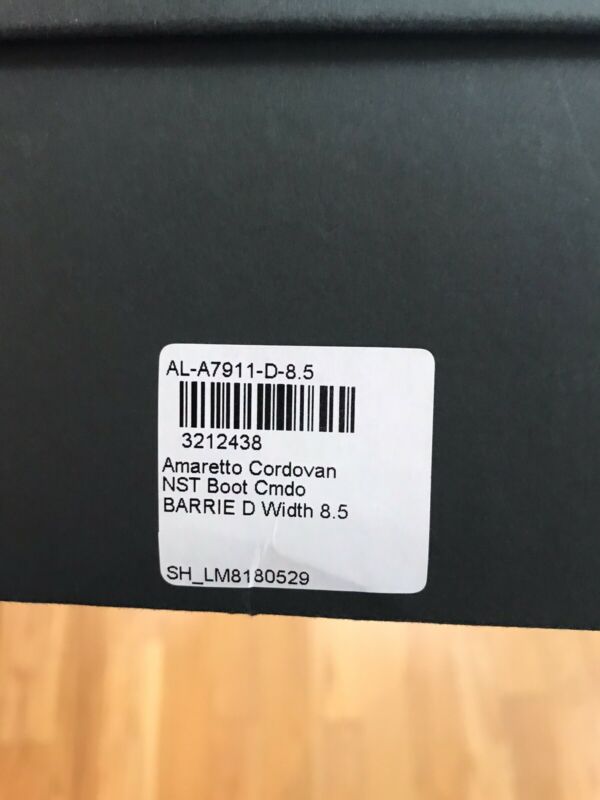 AL-A7911-D-8.5
3212438
Amaretto Cordovan
NST Boot Cmdo
BARRIE D Width 8.5
SH_LM8180529